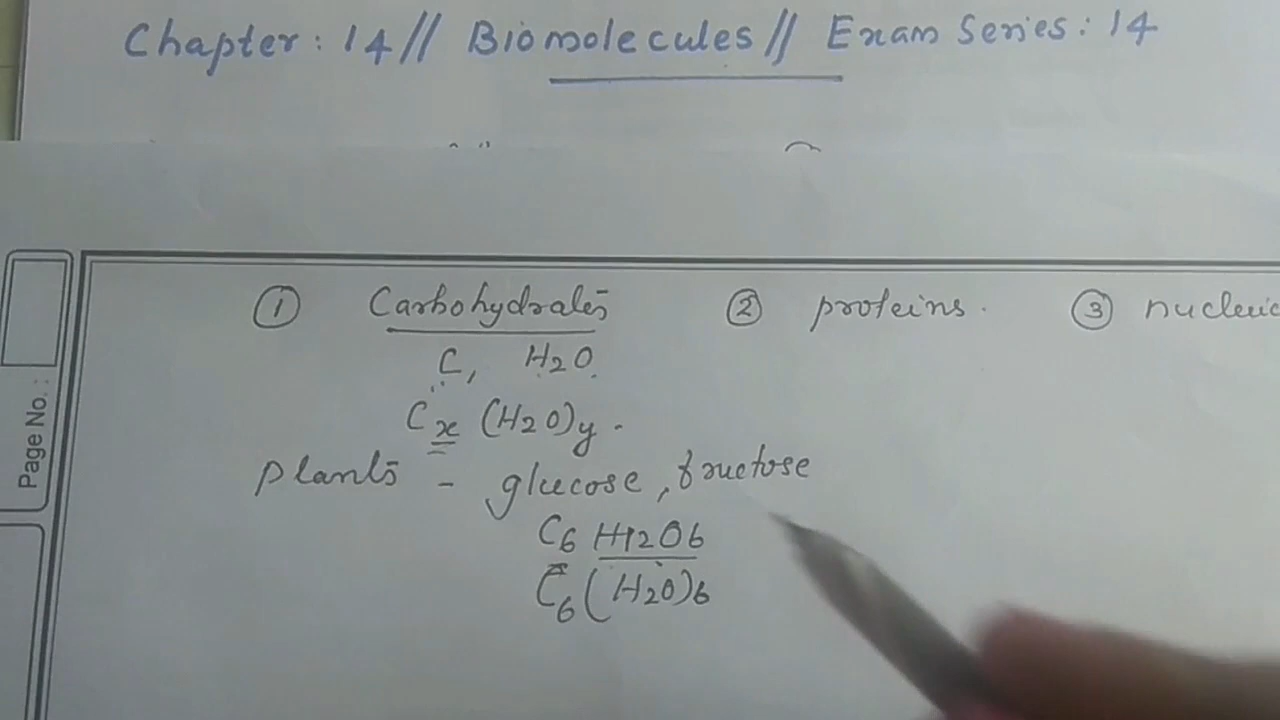 Chapter: 14 // Biomolecules // Exam Series: 14
① Carbohydrates ② proteins. ③ nucleic
C, H2O
Cx (H2O)y.
plants - glucose, fructose
C6 H12O6
C6(H2O)6
Page No.: